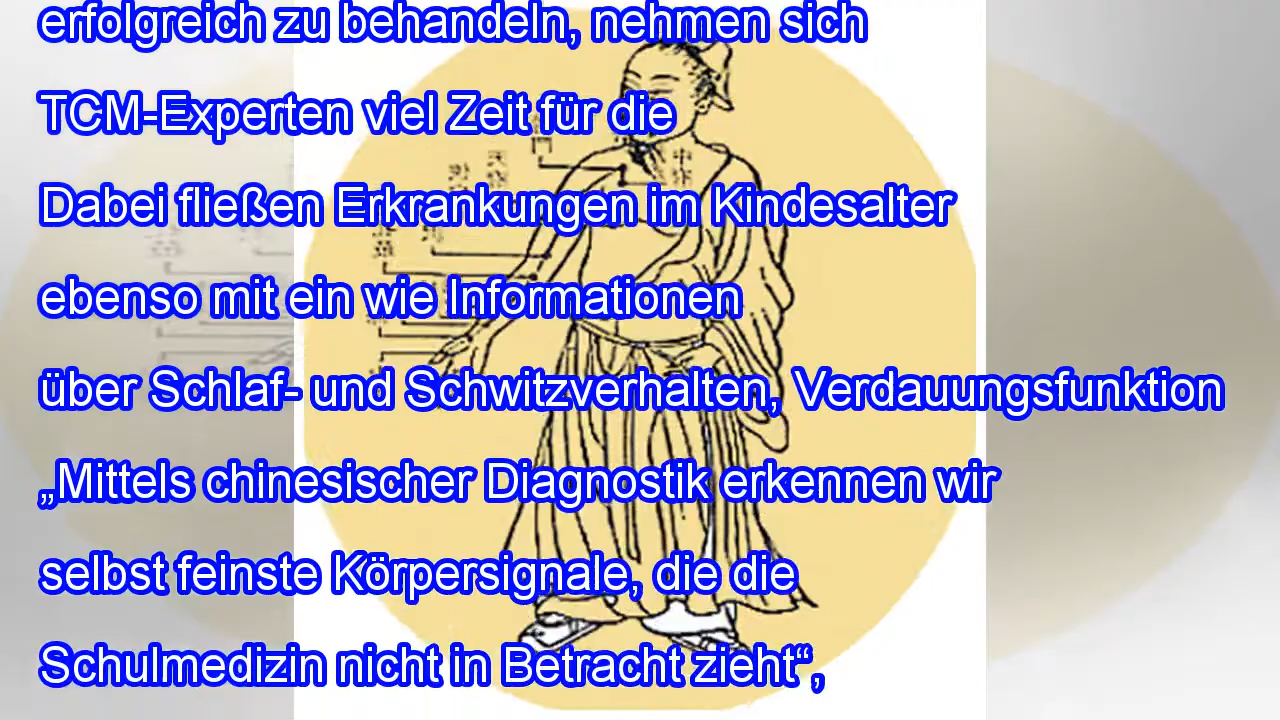 erfolgreich zu behandeln, nehmen sich
TCM-Experten viel Zeit für die
Dabei fließen Erkrankungen im Kindesalter
ebenso mit ein wie Informationen
über Schlaf- und Schwitzverhalten, Verdauungsfunktion
„Mittels chinesischer Diagnostik erkennen wir
selbst feinste Körpersignale, die die
Schulmedizin nicht in Betracht zieht“,